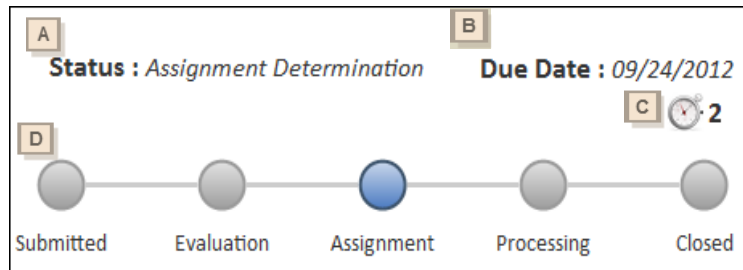 A
B
Status : Assignment Determination Due Date : 09/24/2012
C 2
D
Submitted Evaluation Assignment Processing Closed